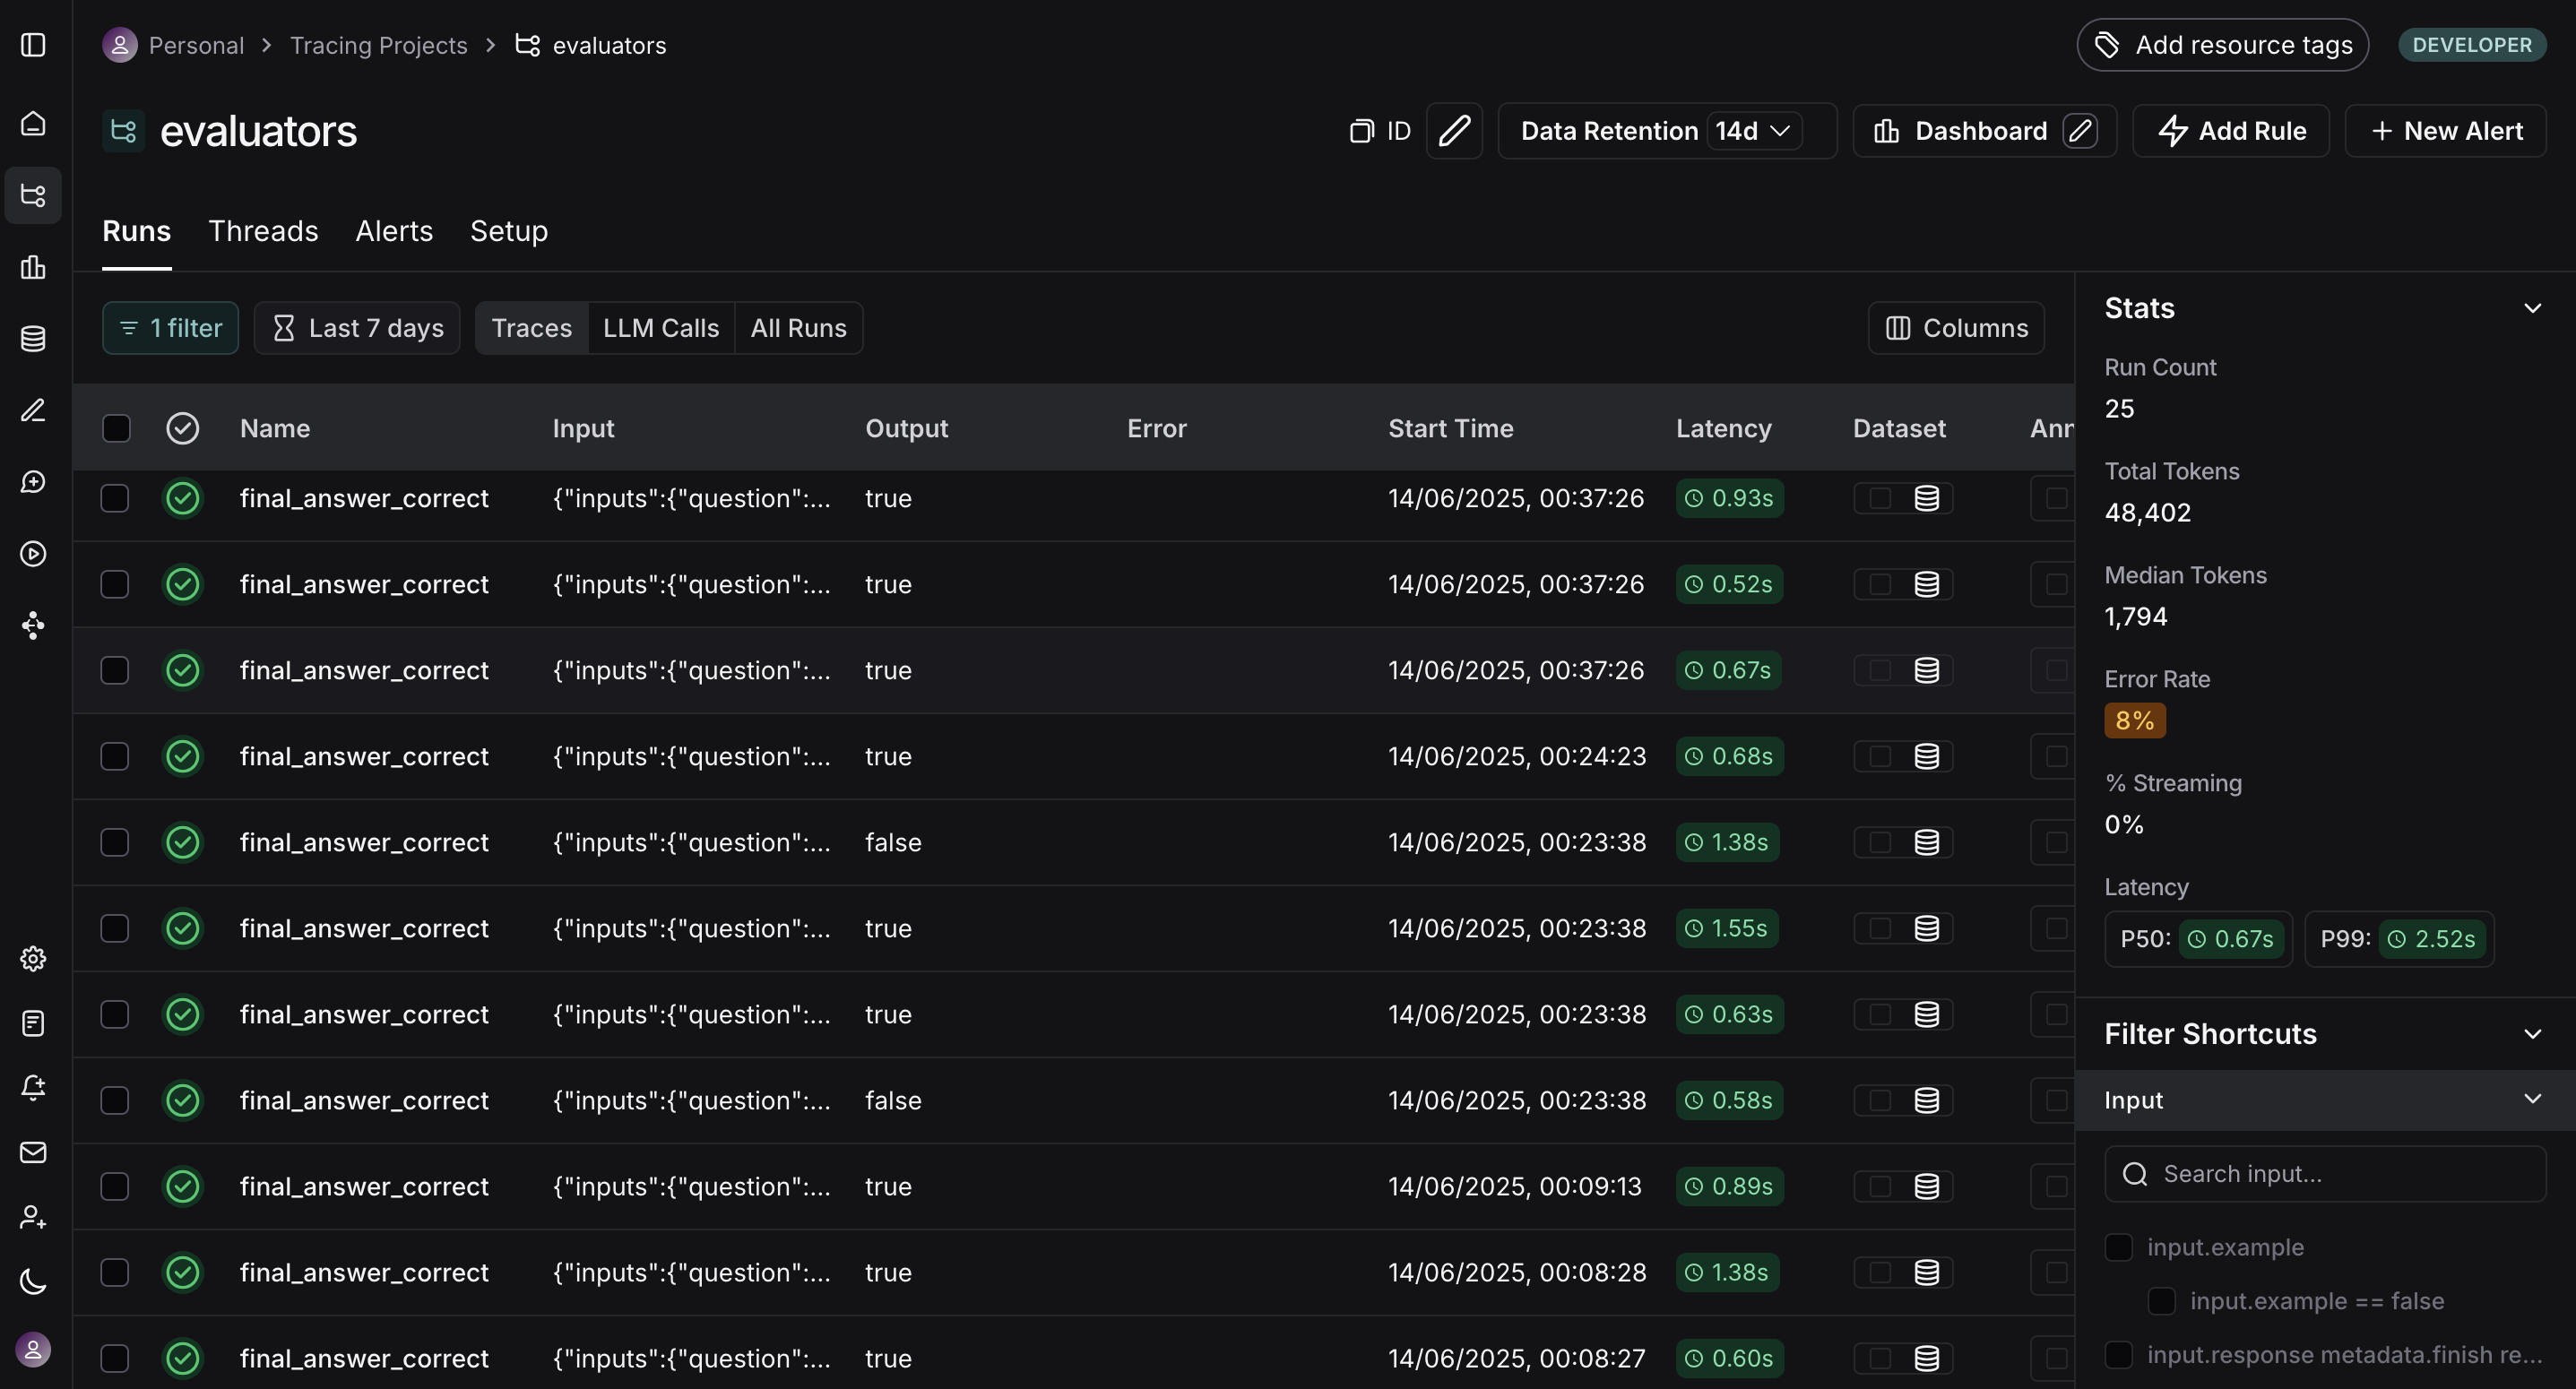 Personal > Tracing Projects > evaluators
Add resource tags
DEVELOPER
evaluators
ID
Data Retention 14d
Dashboard
Add Rule
+ New Alert
Runs Threads Alerts Setup
1 filter
Last 7 days
Traces LLM Calls All Runs
Columns
Name Input Output Error Start Time Latency Dataset Ann
final_answer_correct {"inputs":{"question":... true 14/06/2025, 00:37:26 0.93s
final_answer_correct {"inputs":{"question":... true 14/06/2025, 00:37:26 0.52s
final_answer_correct {"inputs":{"question":... true 14/06/2025, 00:37:26 0.67s
final_answer_correct {"inputs":{"question":... true 14/06/2025, 00:24:23 0.68s
final_answer_correct {"inputs":{"question":... false 14/06/2025, 00:23:38 1.38s
final_answer_correct {"inputs":{"question":... true 14/06/2025, 00:23:38 1.55s
final_answer_correct {"inputs":{"question":... true 14/06/2025, 00:23:38 0.63s
final_answer_correct {"inputs":{"question":... false 14/06/2025, 00:23:38 0.58s
final_answer_correct {"inputs":{"question":... true 14/06/2025, 00:09:13 0.89s
final_answer_correct {"inputs":{"question":... true 14/06/2025, 00:08:28 1.38s
final_answer_correct {"inputs":{"question":... true 14/06/2025, 00:08:27 0.60s
Stats
Run Count
25
Total Tokens
48,402
Median Tokens
1,794
Error Rate
8%
% Streaming
0%
Latency
P50: 0.67s P99: 2.52s
Filter Shortcuts
Input
Search input...
input.example
input.example == false
input.response metadata.finish re...